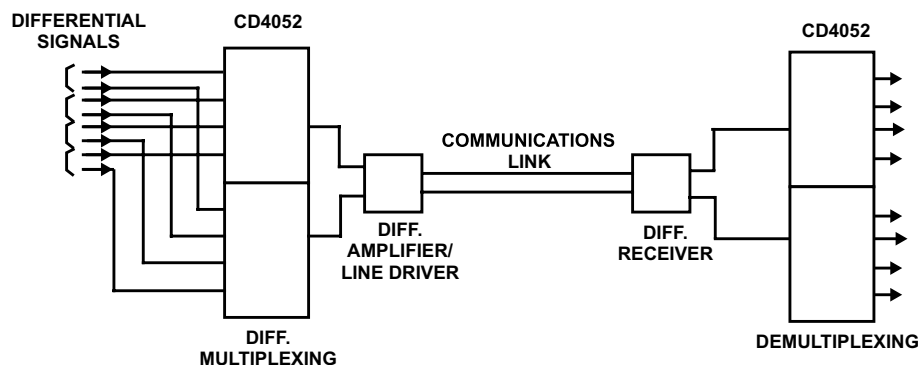 DIFFERENTIAL
SIGNALS
CD4052
CD4052
COMMUNICATIONS
LINK
DIFF.
AMPLIFIER/
LINE DRIVER
DIFF.
RECEIVER
DIFF.
MULTIPLEXING
DEMULTIPLEXING